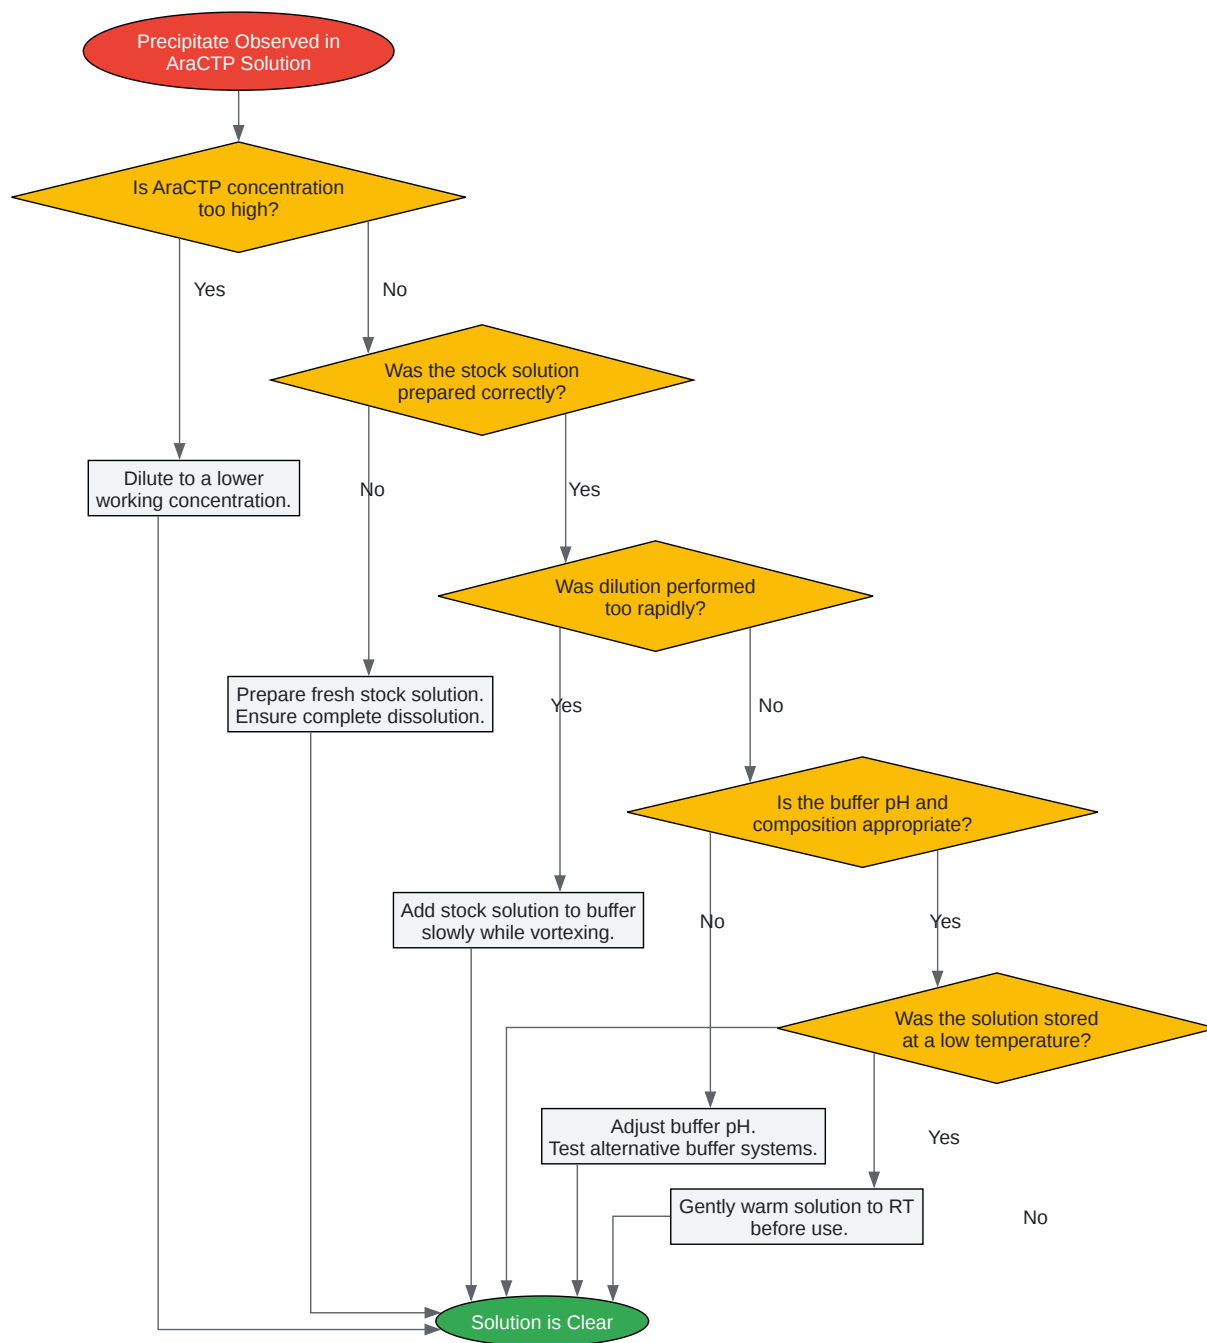 Precipitate Observed in
AraCTP Solution
Is AraCTP concentration
too high?
Yes
No
Was the stock solution
prepared correctly?
Dilute to a lower
working concentration.
No
Yes
Was dilution performed
too rapidly?
Prepare fresh stock solution.
Ensure complete dissolution.
Yes
No
Is the buffer pH and
composition appropriate?
Add stock solution to buffer
slowly while vortexing.
No
Yes
Was the solution stored
at a low temperature?
Adjust buffer pH.
Test alternative buffer systems.
Yes
Gently warm solution to RT
before use.
No
Solution is Clear